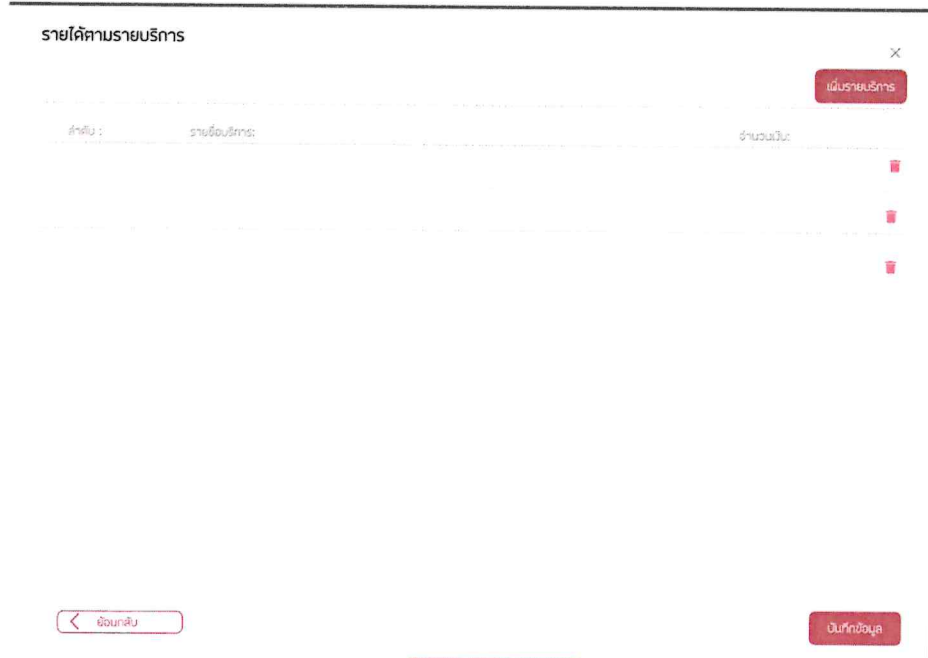 รายได้ตามรายบริการ
เพิ่มรายบริการ
ลำดับ :	รายชื่อบริการ:	จำนวนเงิน:
ย้อนกลับ
บันทึกข้อมูล